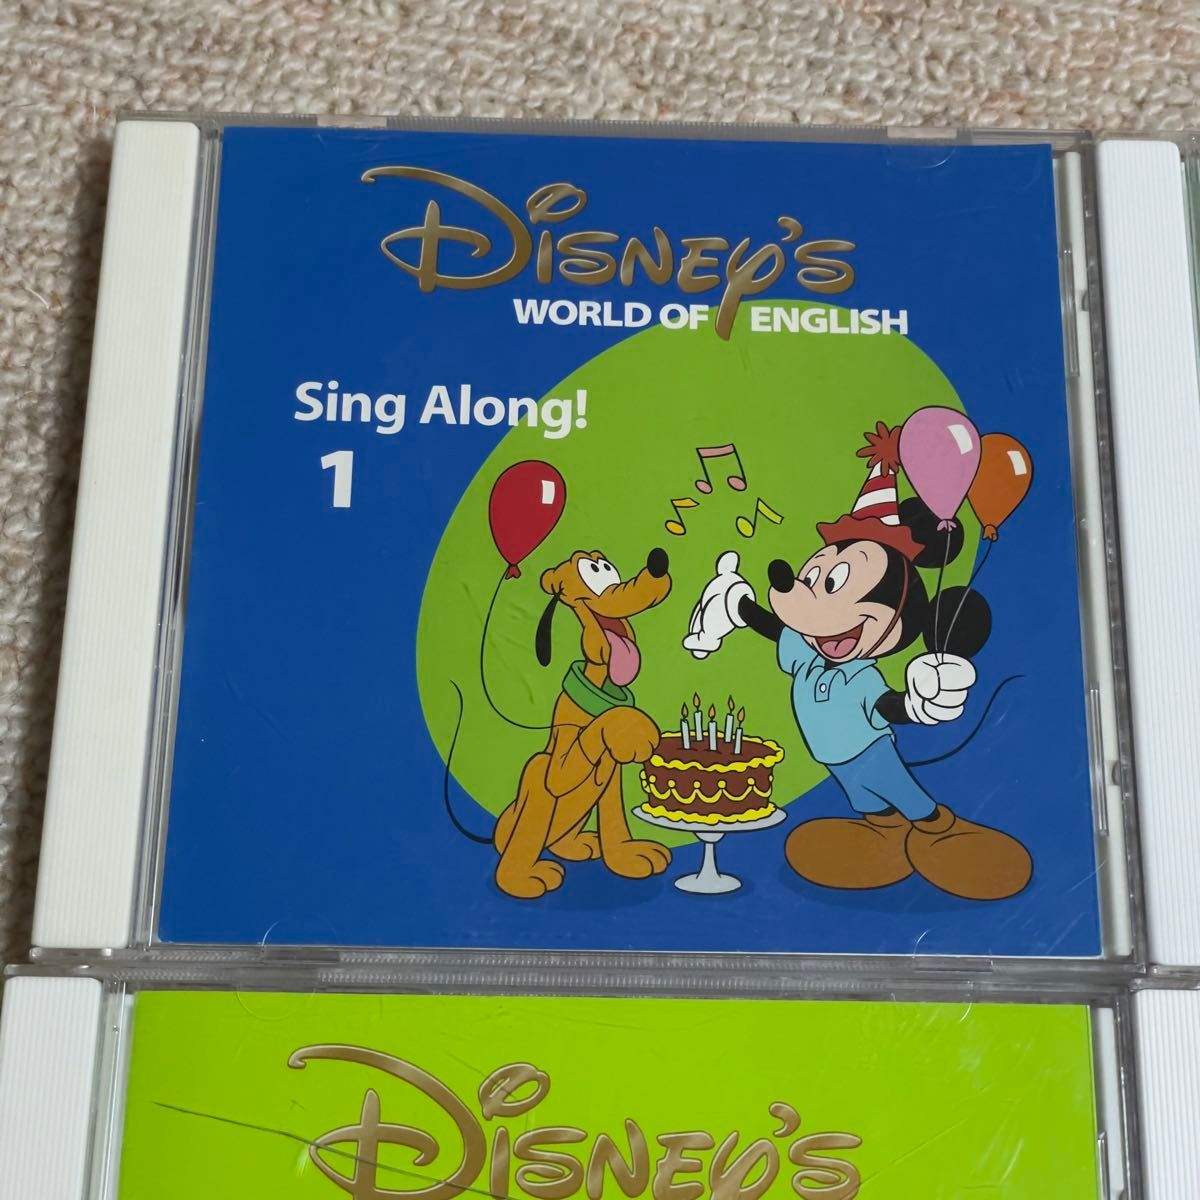 Disney's
WORLD OF ENGLISH
Sing Along!
1
Disney's